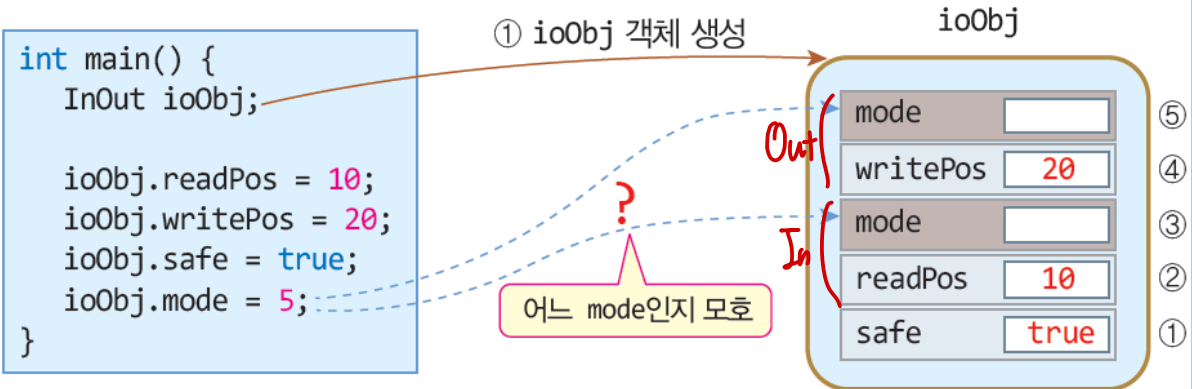 ioObj
① ioObj 객체 생성
int main() {
InOut ioObj;
ioObj.readPos = 10;
ioObj.writePos = 20;
ioObj.safe = true;
ioObj.mode = 5;
}
?
어느 mode인지 모호
Out
In
mode ⑤
writePos 20 ④
mode ③
readPos 10 ②
safe true ①